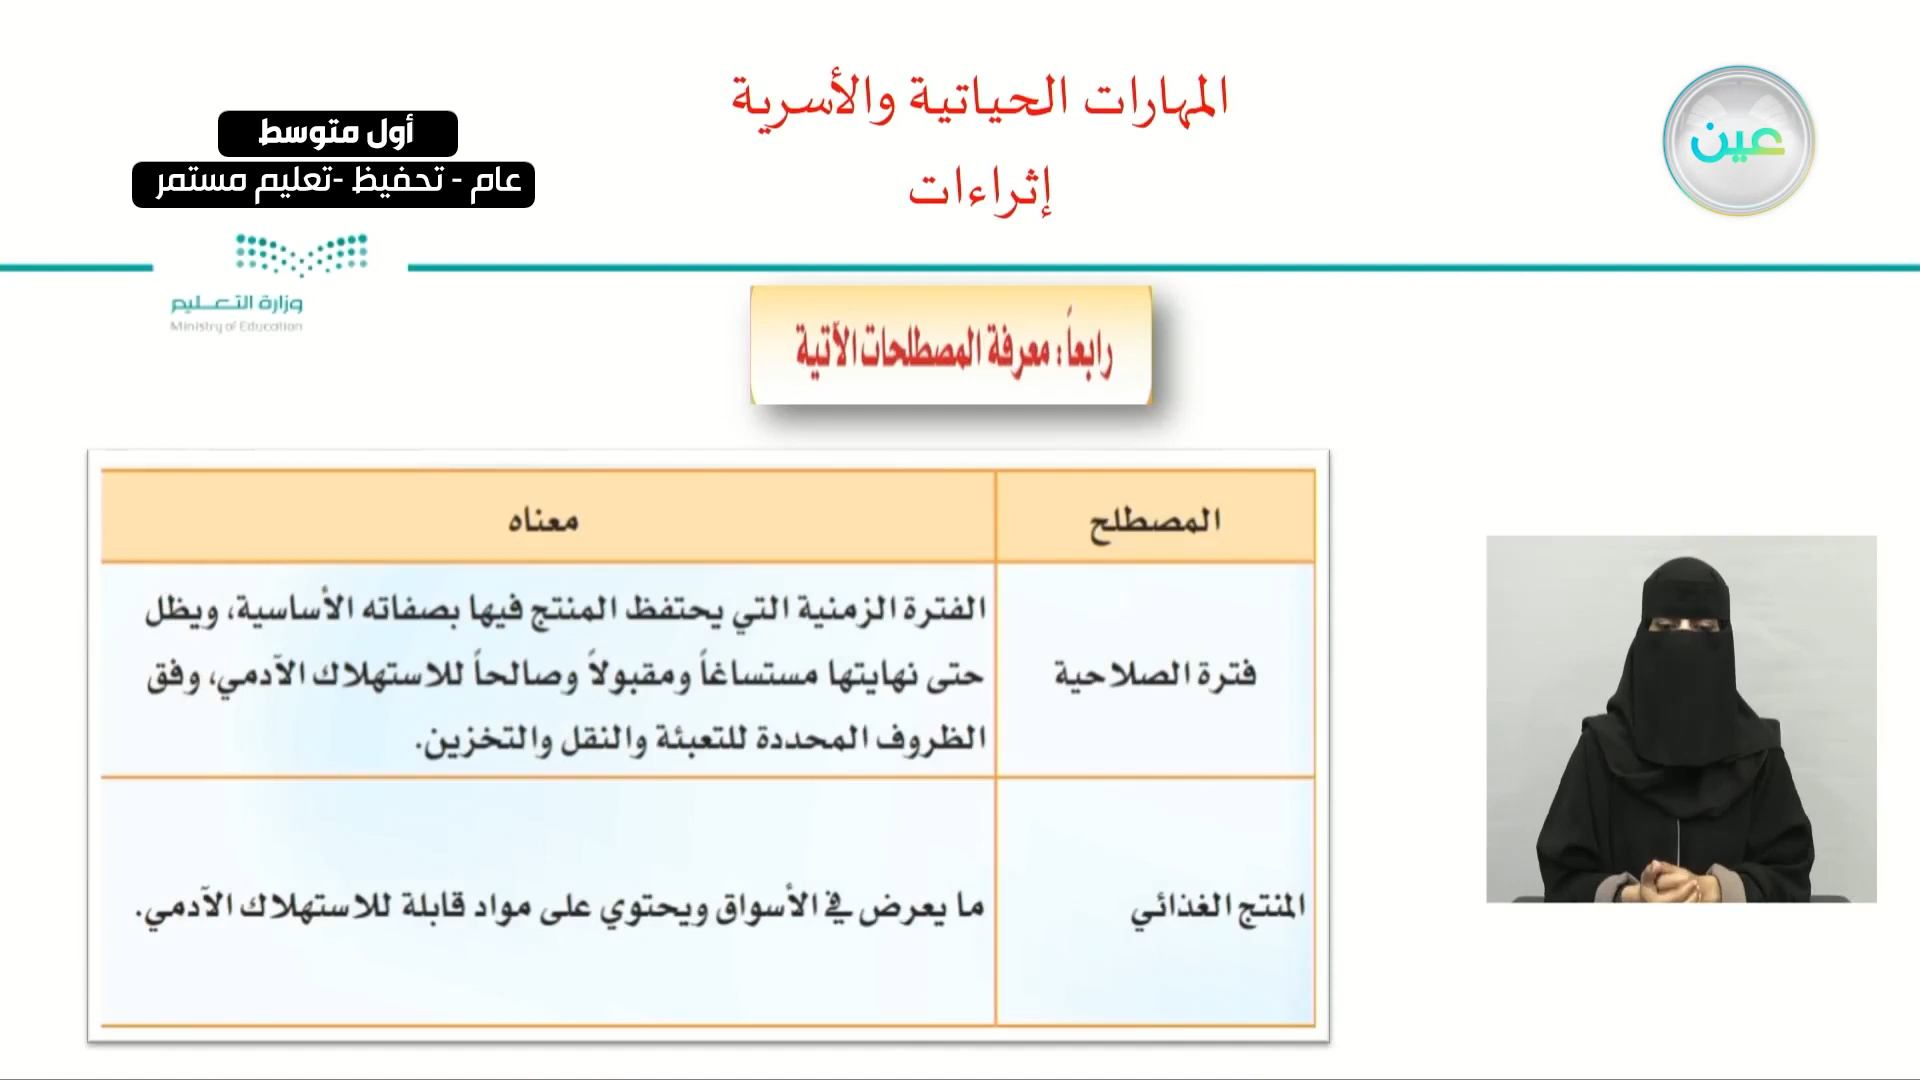 المهارات الحياتية والأسرية
إثراءات
عين
أول متوسط
عام - تحفيظ -تعليم مستمر
وزارة التعـــليم
Ministry of Education
رابعاً : معرفة المصطلحات الآتية
المصطلح
معناه
فترة الصلاحية
الفترة الزمنية التي يحتفظ المنتج فيها بصفاته الأساسية، ويظل
حتى نهايتها مستساغاً ومقبولاً وصالحاً للاستهلاك الآدمي، وفق
الظروف المحددة للتعبئة والنقل والتخزين.
المنتج الغذائي
ما يعرض في الأسواق ويحتوي على مواد قابلة للاستهلاك الآدمي.